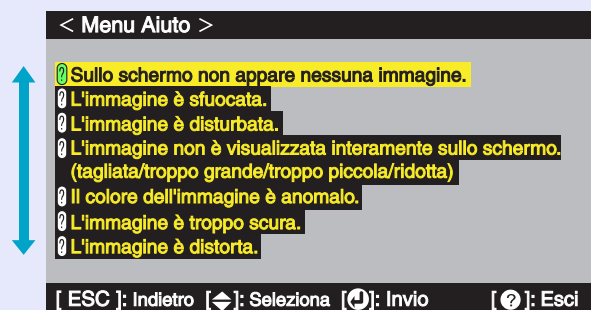 < Menu Aiuto >
? Sullo schermo non appare nessuna immagine.
? L'immagine è sfuocata.
? L'immagine è disturbata.
? L'immagine non è visualizzata interamente sullo schermo.
(tagliata/troppo grande/troppo piccola/ridotta)
? Il colore dell'immagine è anomalo.
? L'immagine è troppo scura.
? L'immagine è distorta.
[ ESC ]: Indietro [◆]: Seleziona [⏎]: Invio [ ? ]: Esci